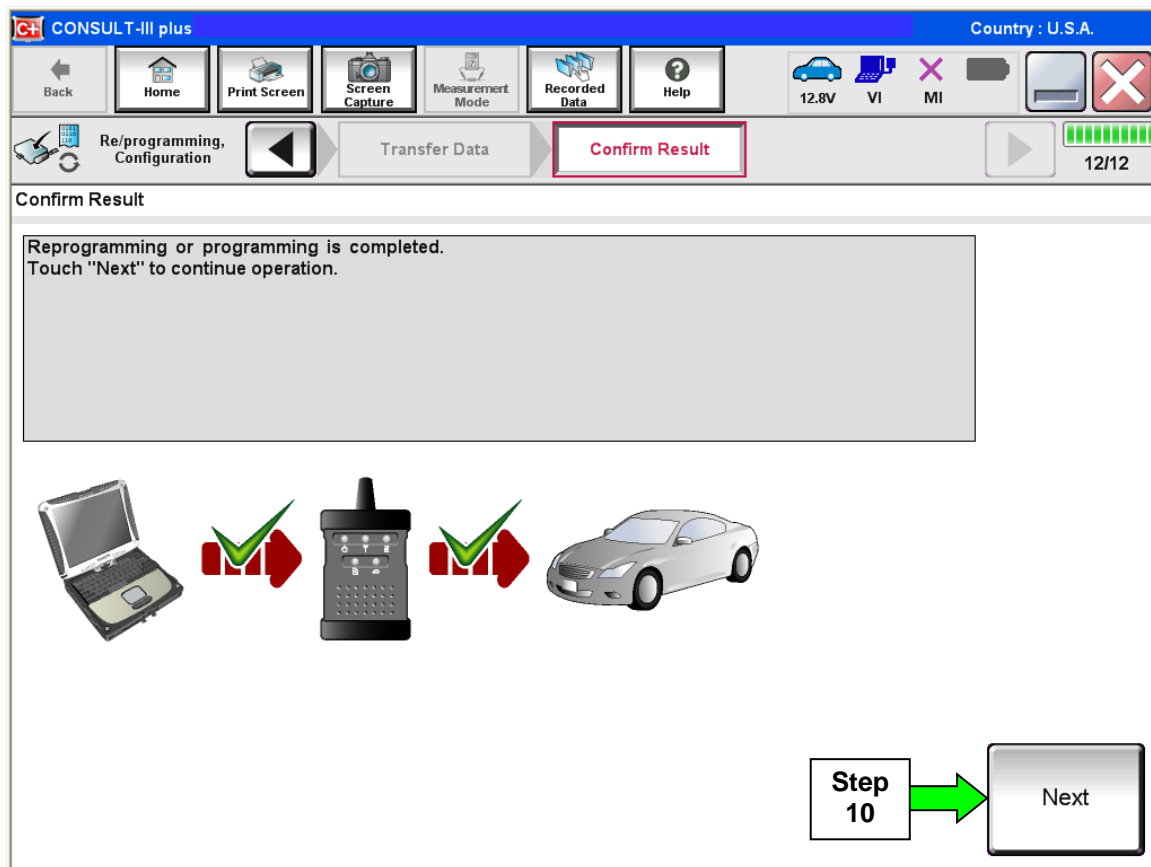 C+ CONSULT-III plus Country : U.S.A.
Back
Home
Print Screen
Screen
Capture
Measurement
Mode
Recorded
Data
Help
12.8V VI MI
Re/programming,
Configuration
Transfer Data
Confirm Result
12/12
Confirm Result
Reprogramming or programming is completed.
Touch "Next" to continue operation.
Step
10
Next